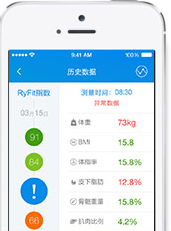 9:41 AM
100%
历史数据
RyFit指数
测量时间: 08:30
异常数据
03月15日
体重 73kg
91
BMI 15.8
84
体指率 15.8%
皮下脂肪 12.8%
!
骨骼重 15.8%
66
肌肉比例 4.2%